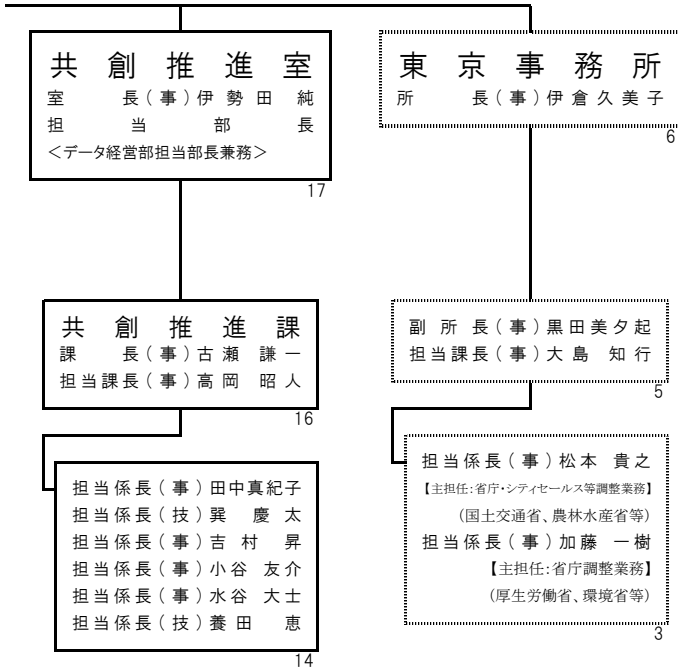 共創推進室
室長(事)伊勢田純
担当部長
<データ経営部担当部長兼務>
17
共創推進課
課長(事)古瀬謙一
担当課長(事)高岡昭人
16
担当係長(事)田中真紀子
担当係長(技)巽慶太
担当係長(事)吉村昇
担当係長(事)小谷友介
担当係長(事)水谷大士
担当係長(技)養田恵
14
東京事務所
所長(事)伊倉久美子
6
副所長(事)黒田美夕起
担当課長(事)大島知行
5
担当係長(事)松本貴之
【主担任:省庁・シティセールス等調整業務】
(国土交通省、農林水産省等)
担当係長(事)加藤一樹
【主担任:省庁調整業務】
(厚生労働省、環境省等)
3